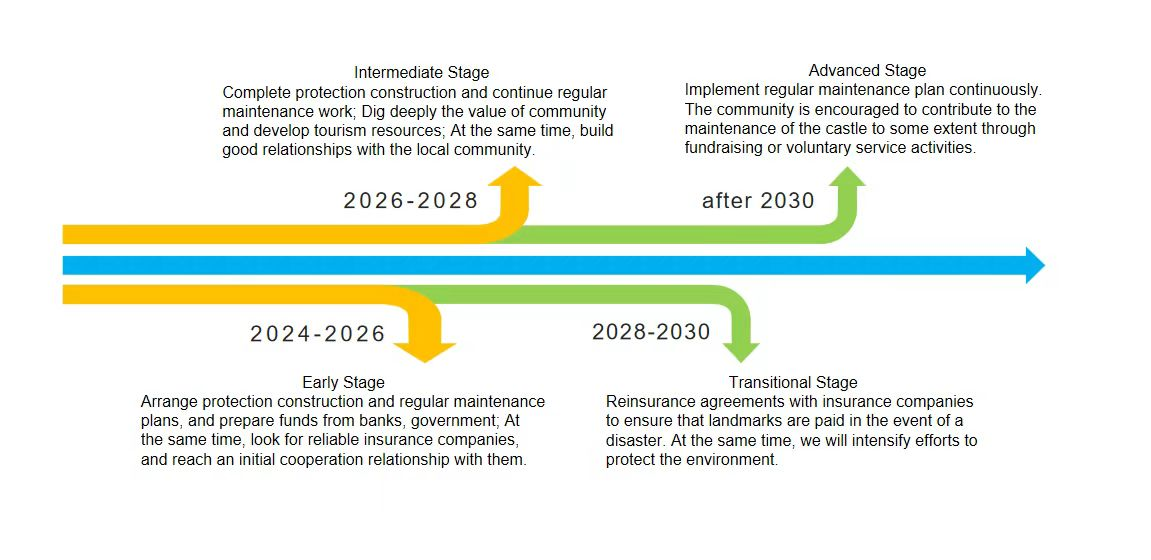 Intermediate Stage
Complete protection construction and continue regular
maintenance work; Dig deeply the value of community
and develop tourism resources; At the same time, build
good relationships with the local community.
2026-2028
Advanced Stage
Implement regular maintenance plan continuously.
The community is encouraged to contribute to the
maintenance of the castle to some extent through
fundraising or voluntary service activities.
after 2030
2024-2026
Early Stage
Arrange protection construction and regular maintenance
plans, and prepare funds from banks, government; At
the same time, look for reliable insurance companies,
and reach an initial cooperation relationship with them.
2028-2030
Transitional Stage
Reinsurance agreements with insurance companies
to ensure that landmarks are paid in the event of a
disaster. At the same time, we will intensify efforts to
protect the environment.